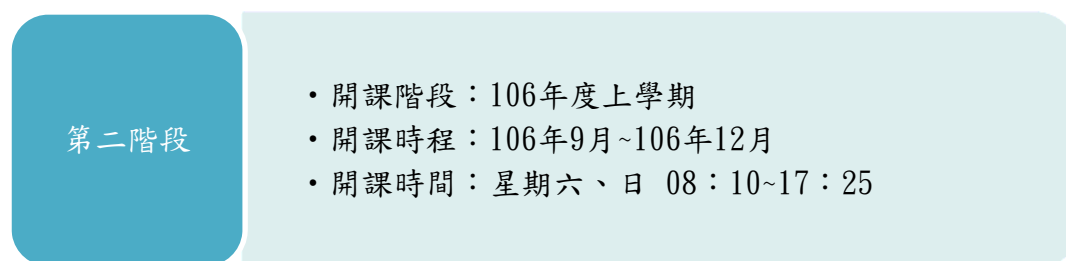 第二階段
・開課階段：106年度上學期
・開課時程：106年9月~106年12月
・開課時間：星期六、日 08：10~17：25